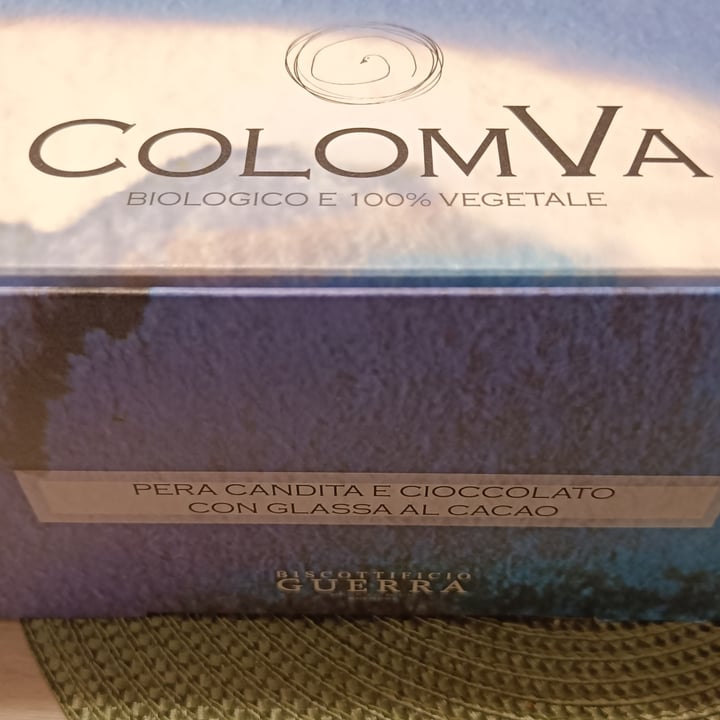 COLOMVA
BIOLOGICO E 100% VEGETALE
PERA CANDITA E CIOCCOLATO
CON GLASSA AL CACAO
BISCOTTIFICIO
GUERRA